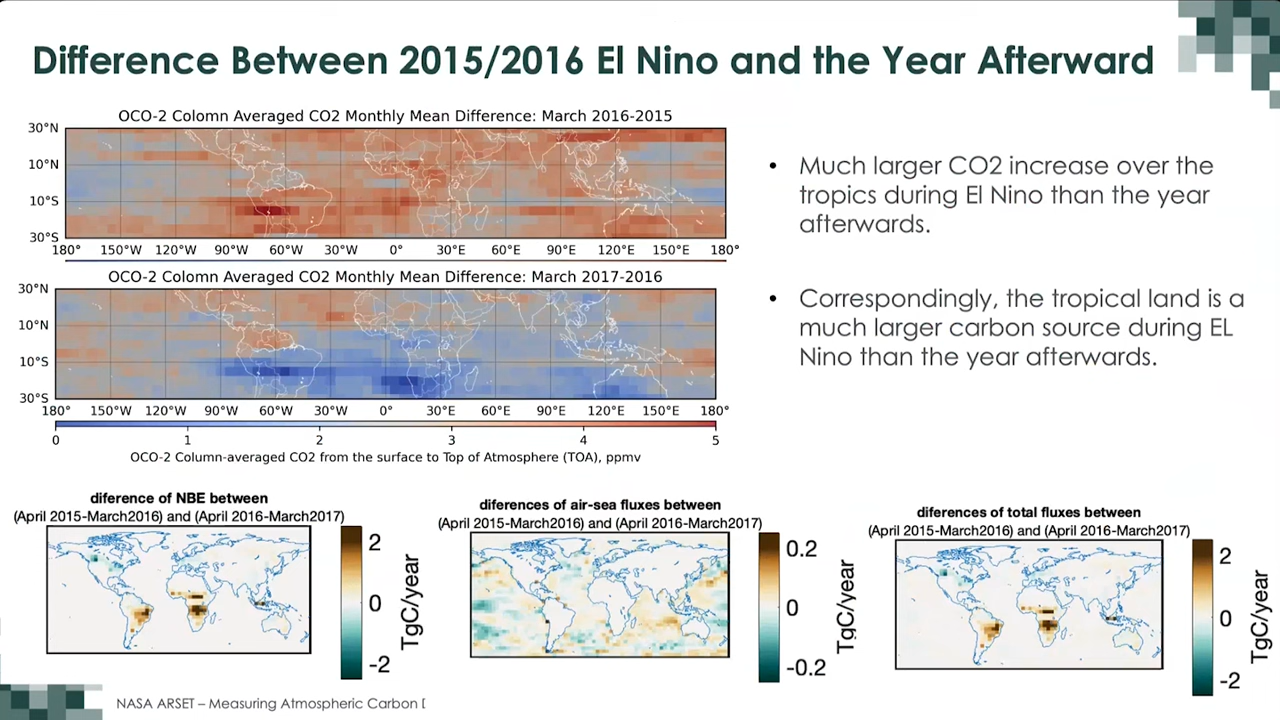 Difference Between 2015/2016 El Nino and the Year Afterward
OCO-2 Colomn Averaged CO2 Monthly Mean Difference: March 2016-2015
30°N
10°N
10°S
30°S
180° 150°W 120°W 90°W 60°W 30°W 0° 30°E 60°E 90°E 120°E 150°E 180°
OCO-2 Colomn Averaged CO2 Monthly Mean Difference: March 2017-2016
30°N
10°N
10°S
30°S
180° 150°W 120°W 90°W 60°W 30°W 0° 30°E 60°E 90°E 120°E 150°E 180°
0 1 2 3 4 5
OCO-2 Column-averaged CO2 from the surface to Top of Atmosphere (TOA), ppmv
• Much larger CO2 increase over the
tropics during El Nino than the year
afterwards.
• Correspondingly, the tropical land is a
much larger carbon source during EL
Nino than the year afterwards.
diference of NBE between
(April 2015-March2016) and (April 2016-March2017)
2
0
-2
TgC/year
diferences of air-sea fluxes between
(April 2015-March2016) and (April 2016-March2017)
0.2
0
-0.2
TgC/year
diferences of total fluxes between
(April 2015-March2016) and (April 2016-March2017)
2
0
-2
TgC/year
NASA ARSET – Measuring Atmospheric Carbon